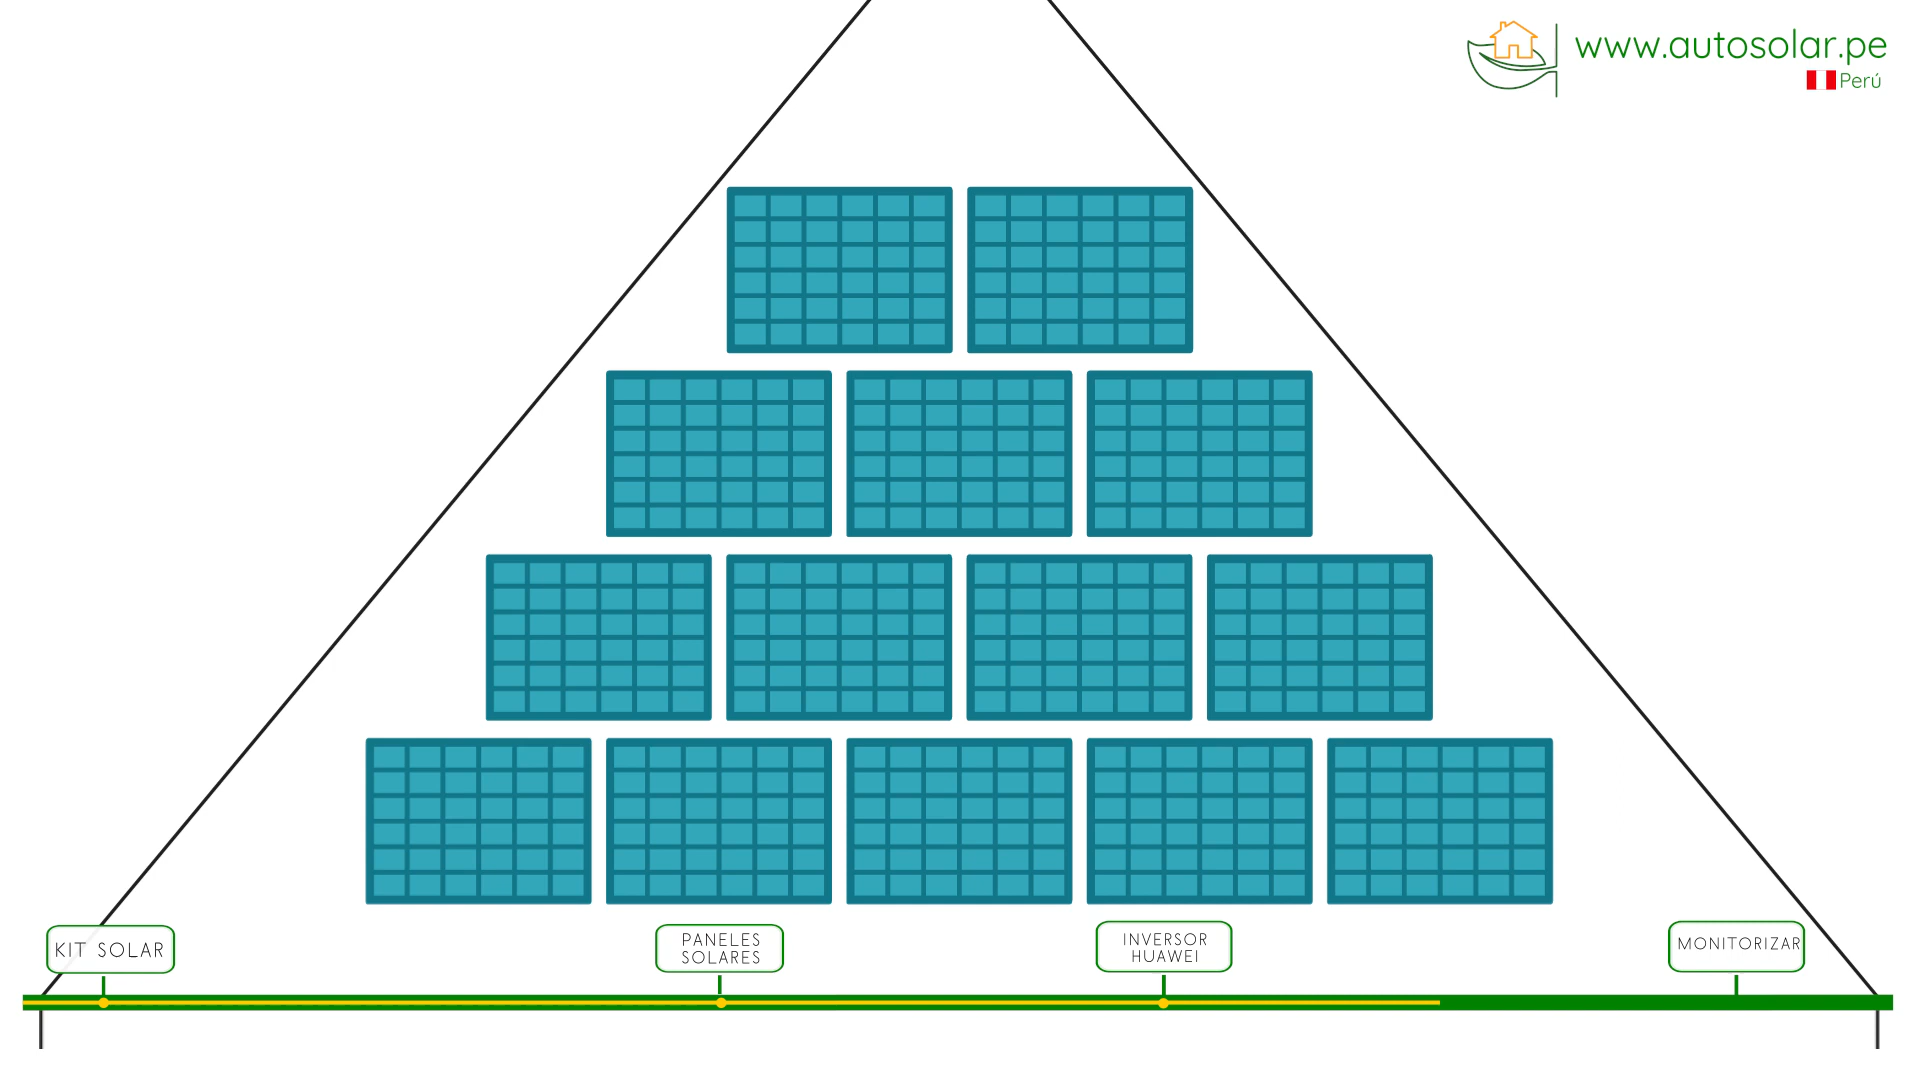 www.autosolar.pe
Perú
KIT SOLAR
PANELES
SOLARES
INVERSOR
HUAWEI
MONITORIZAR